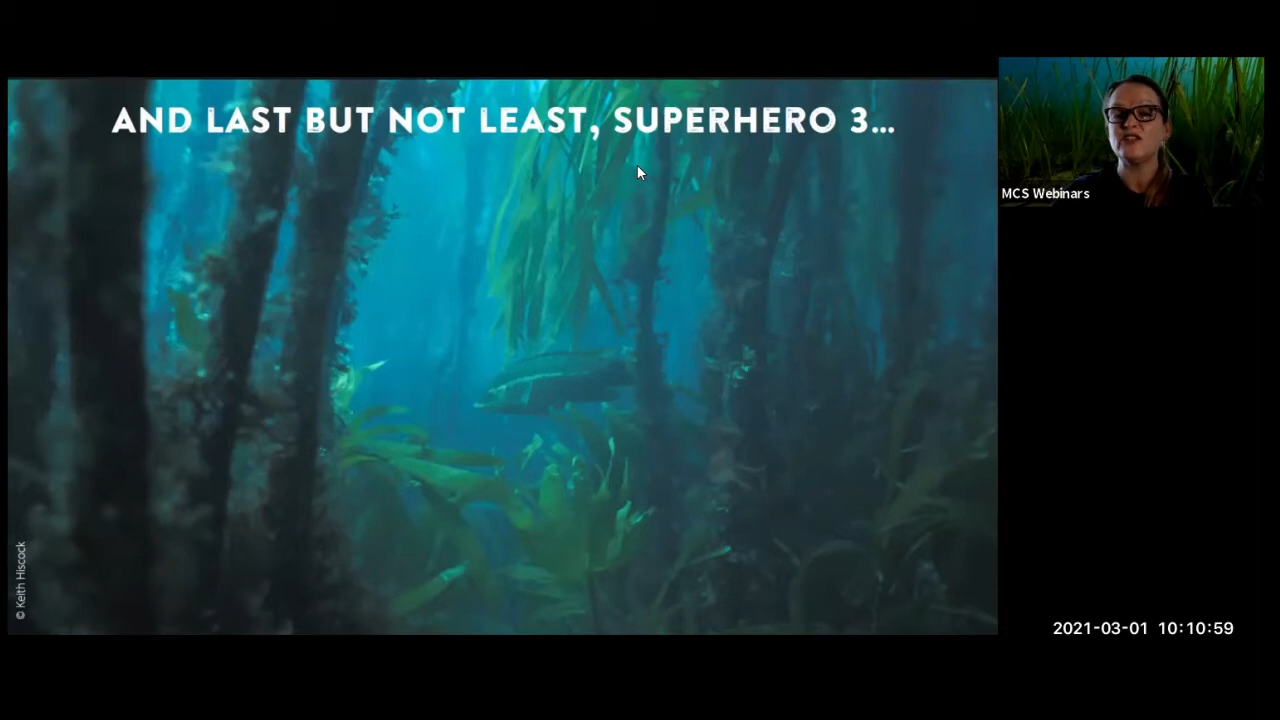 AND LAST BUT NOT LEAST, SUPERHERO 3...
MCS Webinars
© Keith Hiscock
2021-03-01 10:10:59